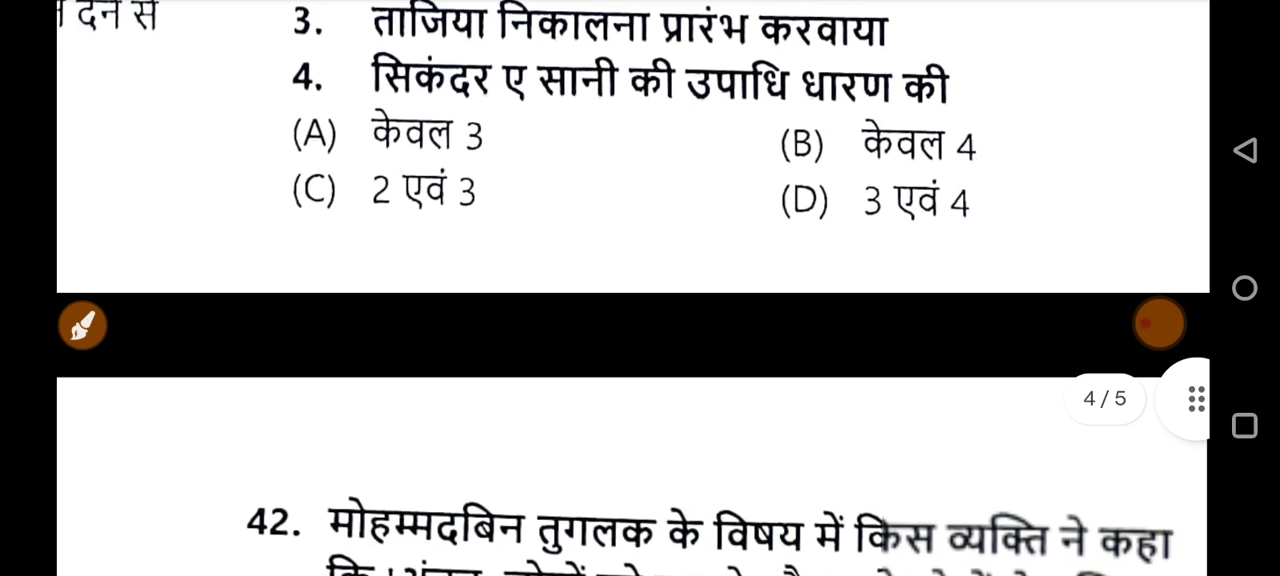 दने से
3. ताजिया निकालना प्रारंभ करवाया
4. सिकंदर ए सानी की उपाधि धारण की
(A) केवल 3 (B) केवल 4
(C) 2 एवं 3 (D) 3 एवं 4
4 / 5
42. मोहम्मदबिन तुगलक के विषय में किस व्यक्ति ने कहा